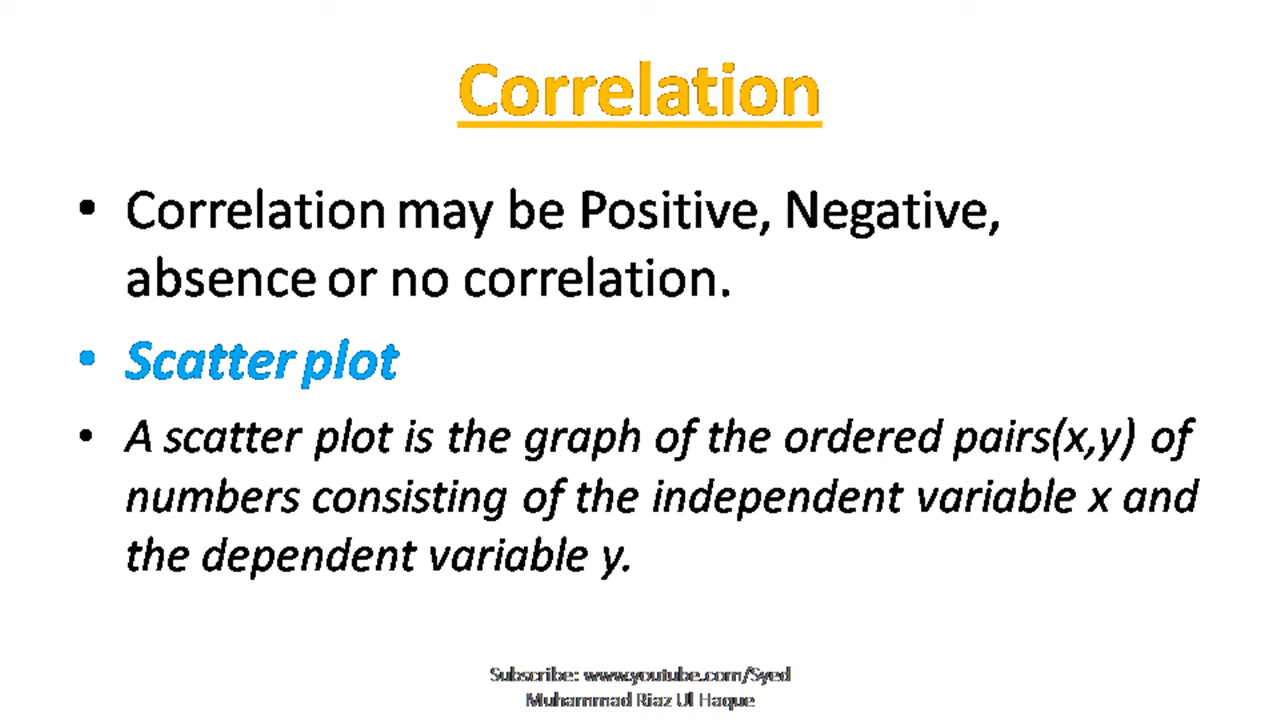 Correlation
• Correlation may be Positive, Negative,
absence or no correlation.
• Scatter plot
• A scatter plot is the graph of the ordered pairs(x,y) of
numbers consisting of the independent variable x and
the dependent variable y.
Subscribe: www.youtube.com/Syed
Muhammad Riaz Ul Haque